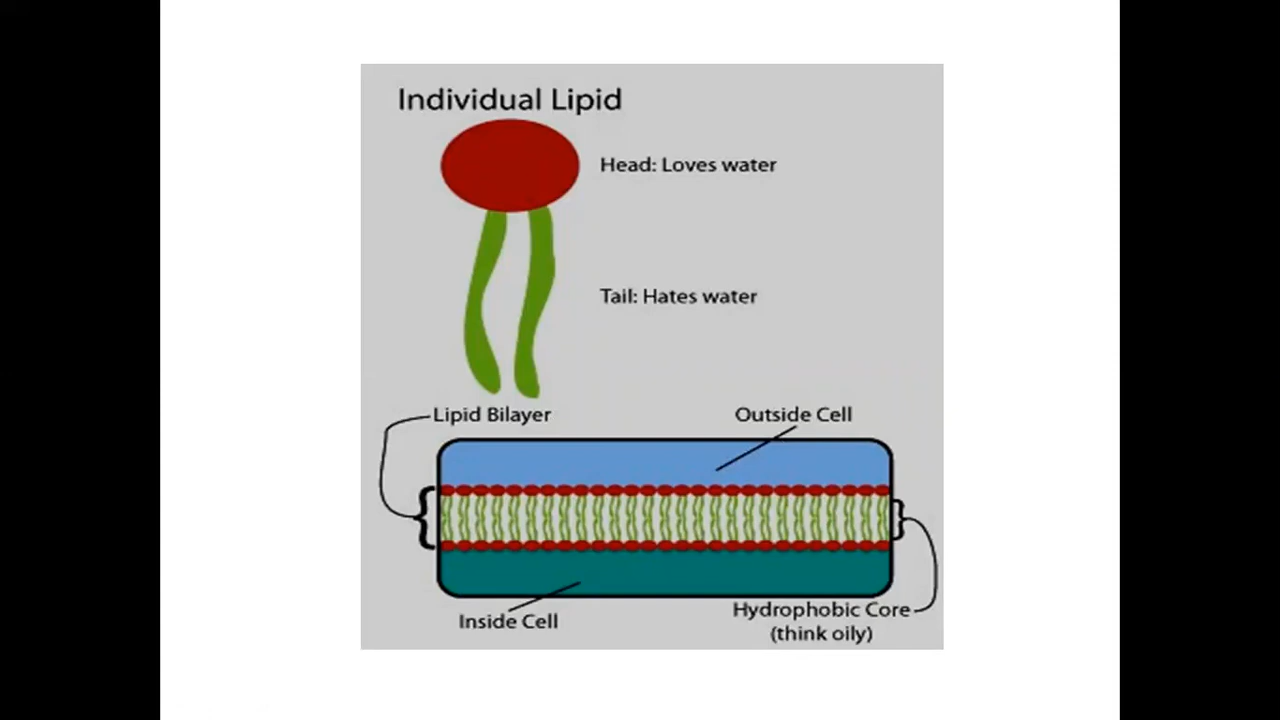 Individual Lipid
Head: Loves water
Tail: Hates water
Lipid Bilayer
Outside Cell
Inside Cell
Hydrophobic Core
(think oily)